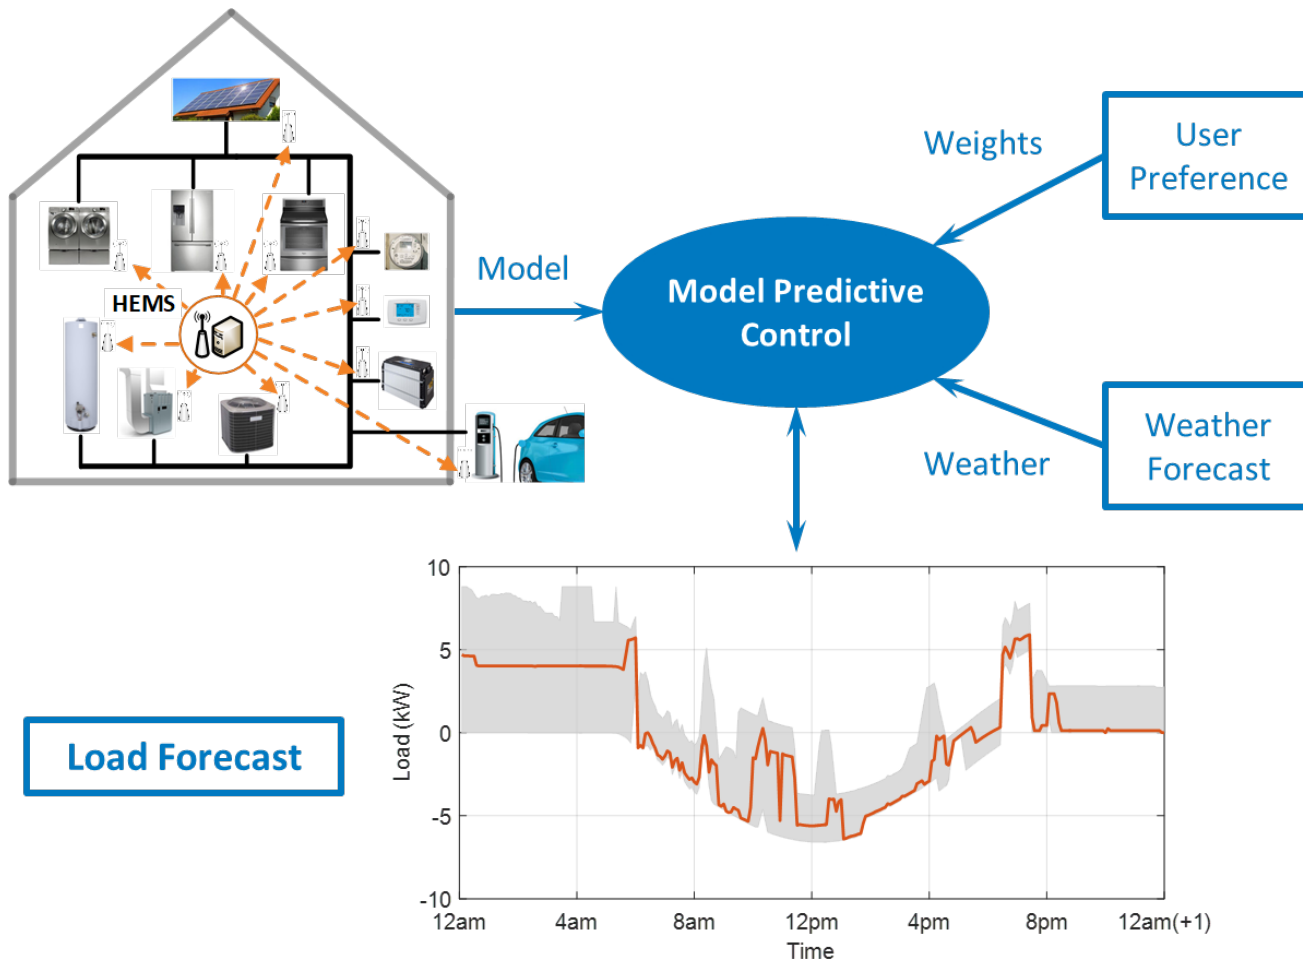 HEMS
Model
Weights
User
Preference
Model Predictive
Control
Weather
Weather
Forecast
Load Forecast
Load (kW)
10
5
0
-5
-10
12am 4am 8am 12pm 4pm 8pm 12am(+1)
Time